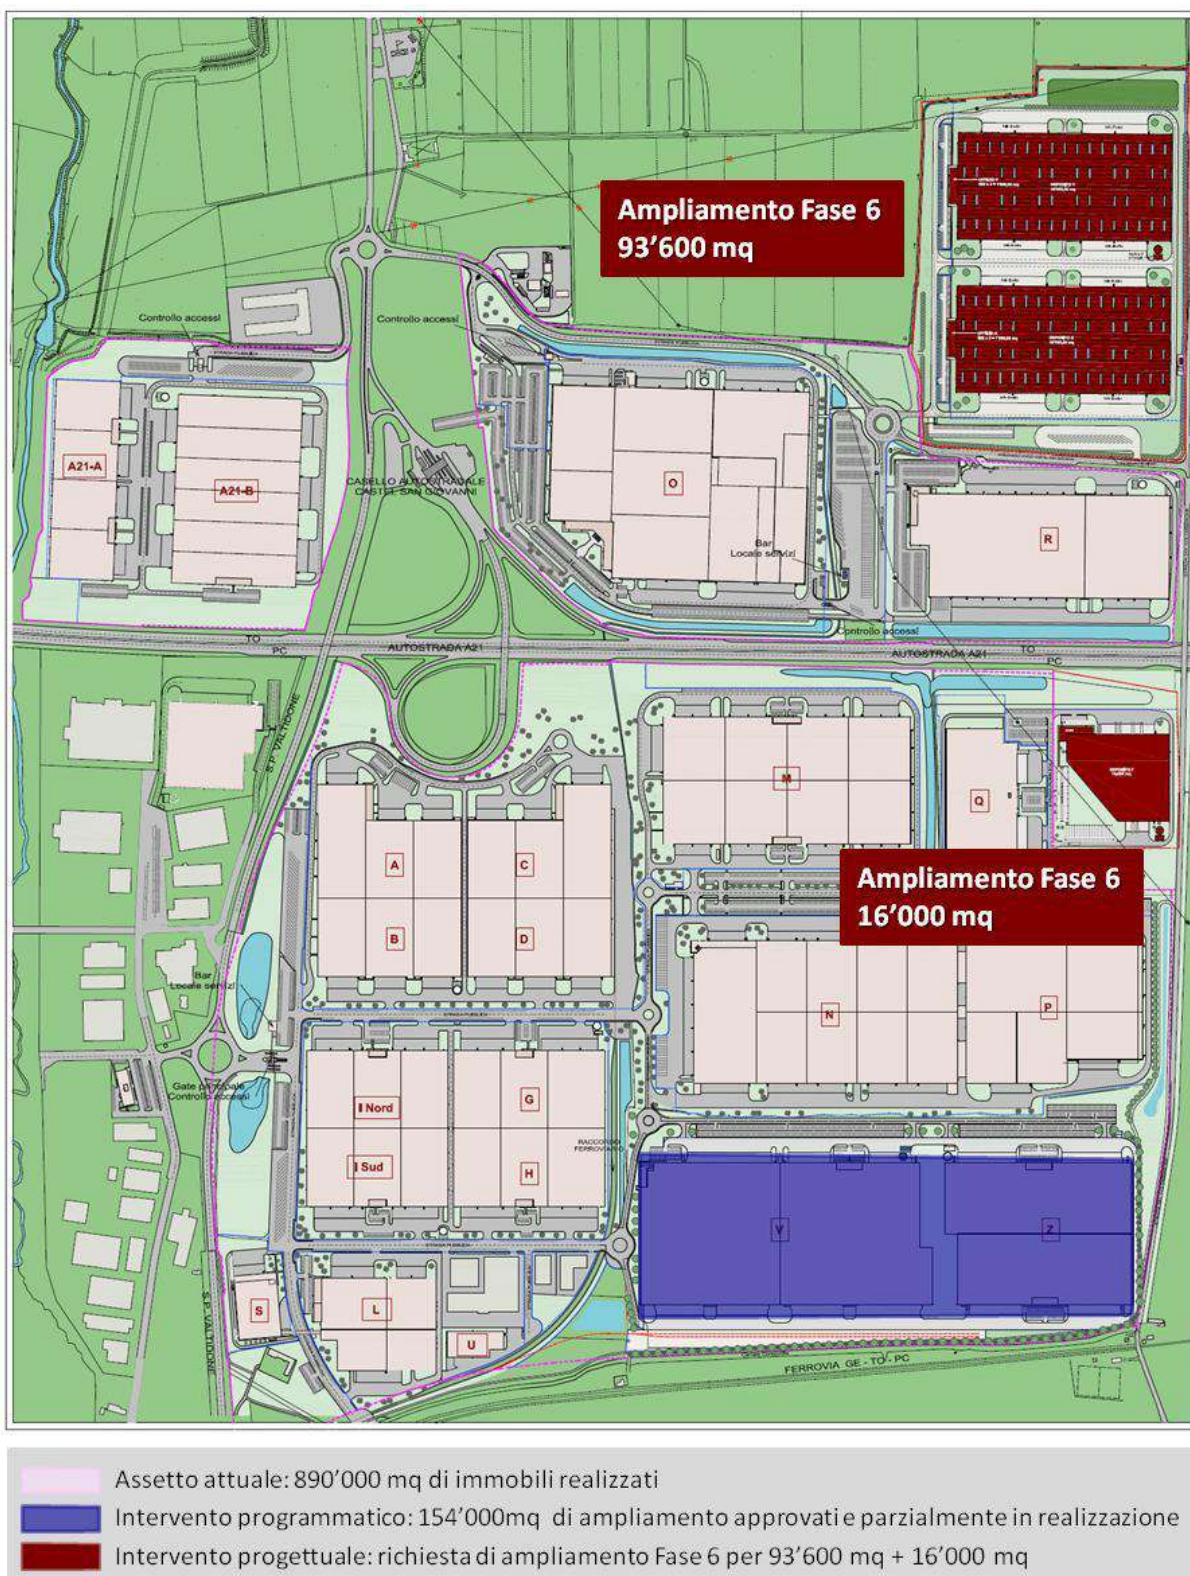 Ampliamento Fase 6
93’600 mq
Controllo accessi
Controllo accessi
A21-A
A21-B
CASELLO AUTOSTRADALE
CASTEL SAN GIOVANNI
O
R
Bar
Locale servizi
Controllo accessi
TO
PC
AUTOSTRADA A21
AUTOSTRADA A21
TO
PC
S.P. VALTIDONE
M
Q
A
C
Ampliamento Fase 6
16’000 mq
B
D
Bar
Locale servizi
N
P
Gate principale
Controllo accessi
I Nord
G
RACCORDO
FERROVIARIO
I Sud
H
V
Z
S
L
U
S.P. VALTIDONE
FERROVIA GE - TO - PC
Assetto attuale: 890’000 mq di immobili realizzati
Intervento programmatico: 154’000mq di ampliamento approvati e parzialmente in realizzazione
Intervento progettuale: richiesta di ampliamento Fase 6 per 93’600 mq + 16’000 mq